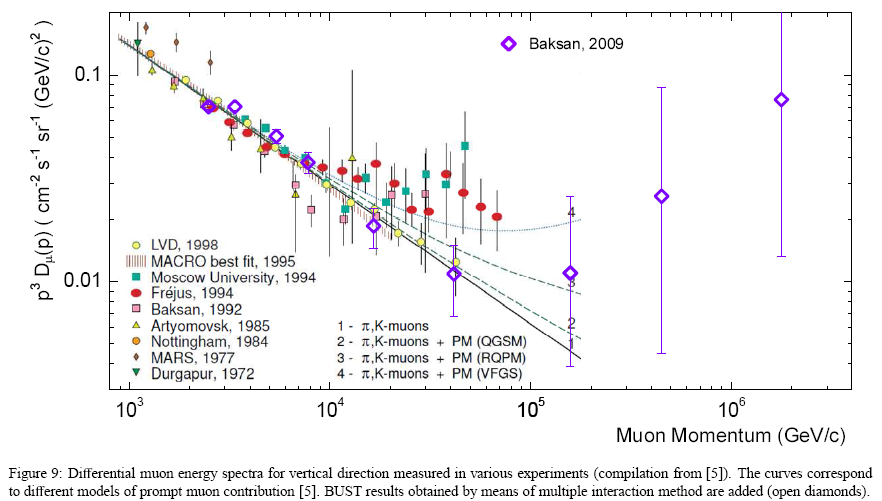 p³ Dμ(p) ( cm⁻² s⁻¹ sr⁻¹ (GeV/c)² )
0.1
0.01
Baksan, 2009
LVD, 1998
MACRO best fit, 1995
Moscow University, 1994
Fréjus, 1994
Baksan, 1992
Artyomovsk, 1985
Nottingham, 1984
MARS, 1977
Durgapur, 1972
1 - π,K-muons
2 - π,K-muons + PM (QGSM)
3 - π,K-muons + PM (RQPM)
4 - π,K-muons + PM (VFGS)
4
3
2
1
10³
10⁴
10⁵
10⁶
Muon Momentum (GeV/c)
Figure 9: Differential muon energy spectra for vertical direction measured in various experiments (compilation from [5]). The curves correspond
to different models of prompt muon contribution [5]. BUST results obtained by means of multiple interaction method are added (open diamonds).